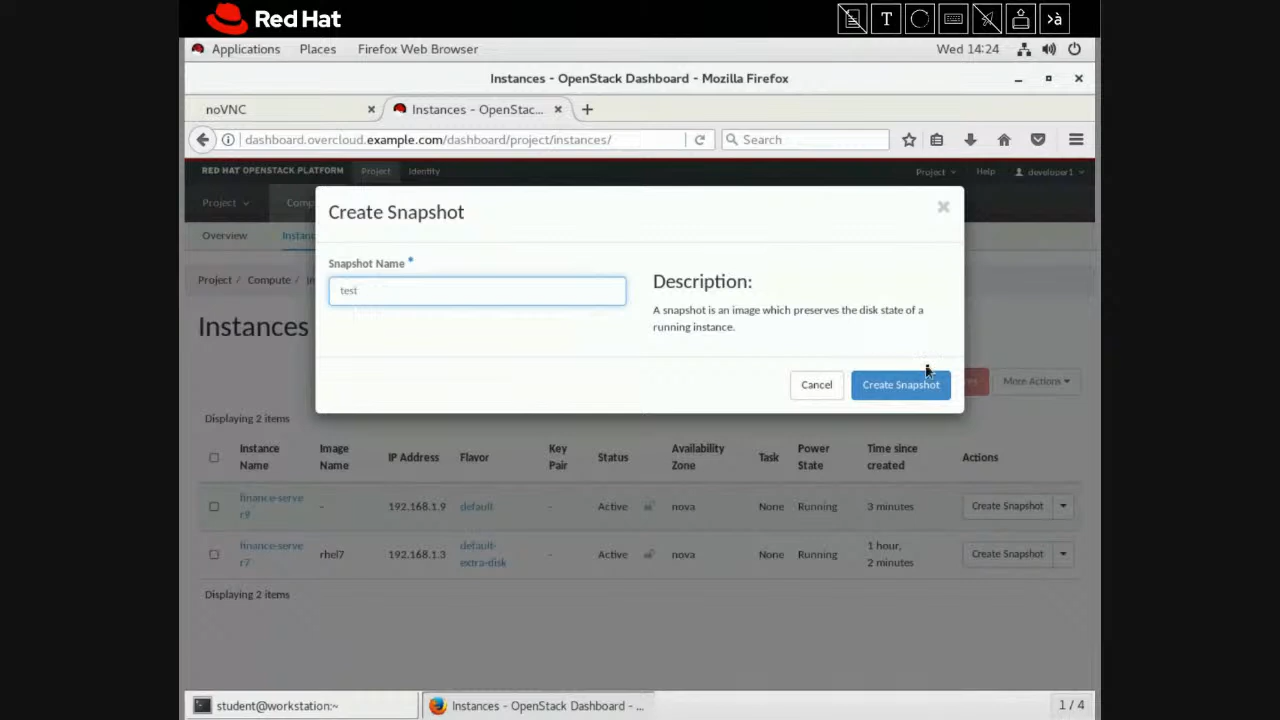 Red Hat
T
›à
Applications Places Firefox Web Browser Wed 14:24
Instances - OpenStack Dashboard - Mozilla Firefox
noVNC
Instances - OpenStac...
dashboard.overcloud.example.com/dashboard/project/instances/
Search
RED HAT OPENSTACK PLATFORM Project Identity Project Help developer1
Project
Overview
Create Snapshot
Snapshot Name
test
Description:
A snapshot is an image which preserves the disk state of a
running instance.
Cancel Create Snapshot
Project / Compute /
Instances
More Actions
Displaying 2 items
Instance Name Image Name IP Address Flavor Key Pair Status Availability Zone Task Power State Time since created Actions
finance-serve
r9
- 192.168.1.9 default - Active nova None Running 3 minutes Create Snapshot
finance-serve
r7
rhel7 192.168.1.3 default-
extra-disk
- Active nova None Running 1 hour,
2 minutes
Create Snapshot
Displaying 2 items
student@workstation:~
Instances - OpenStack Dashboard - ...
1 / 4